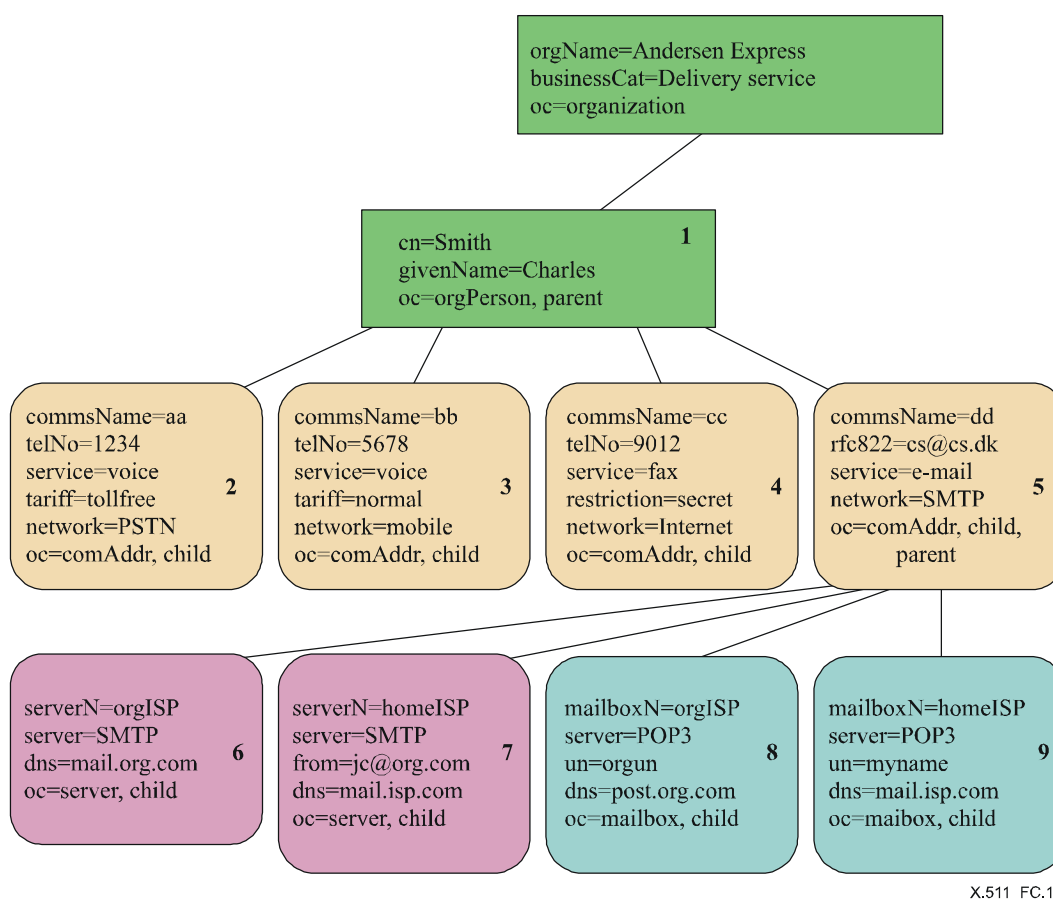 orgName=Andersen Express
businessCat=Delivery service
oc=organization
1
cn=Smith
givenName=Charles
oc=orgPerson, parent
commsName=aa
telNo=1234
service=voice
tariff=tollfree
2
network=PSTN
oc=comAddr, child
commsName=bb
telNo=5678
service=voice
tariff=normal
3
network=mobile
oc=comAddr, child
commsName=cc
telNo=9012
service=fax
restriction=secret
4
network=Internet
oc=comAddr, child
commsName=dd
rfc822=cs@cs.dk
service=e-mail
network=SMTP
5
oc=comAddr, child,
parent
serverN=orgISP
server=SMTP
dns=mail.org.com
6
oc=server, child
serverN=homeISP
server=SMTP
from=jc@org.com
7
dns=mail.isp.com
oc=server, child
mailboxN=orgISP
server=POP3
un=orgun
8
dns=post.org.com
oc=mailbox, child
mailboxN=homeISP
server=POP3
un=myname
9
dns=mail.isp.com
oc=maibox, child
X.511_FC.1